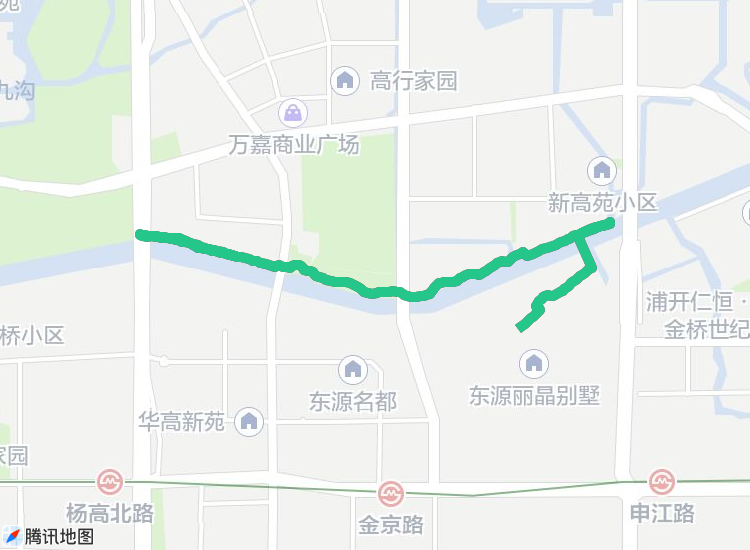 苑
高行家园
九沟
万嘉商业广场
新高苑小区
浦开仁恒·
金桥世纪
桥小区
东源名都
东源丽晶别墅
华高新苑
家园
杨高北路
金京路
申江路
腾讯地图